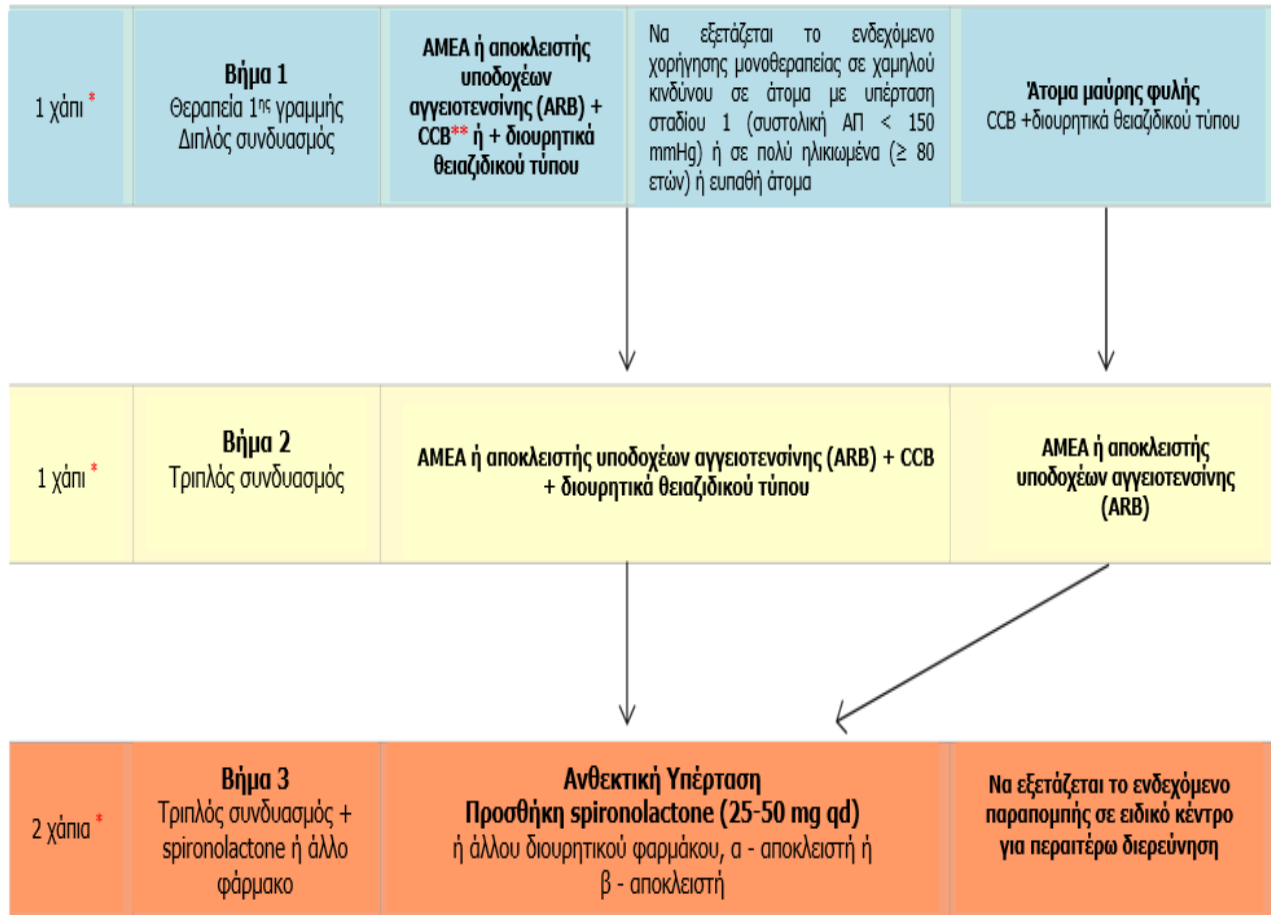 1 χάπι *
Βήμα 1
Θεραπεία 1ης γραμμής
Διπλός συνδυασμός
ΑΜΕΑ ή αποκλειστής
υποδοχέων
αγγειοτενσίνης (ARB) +
CCB** ή + διουρητικά
θειαζιδικού τύπου
Να εξετάζεται το ενδεχόμενο
χορήγησης μονοθεραπείας σε χαμηλού
κινδύνου σε άτομα με υπέρταση
σταδίου 1 (συστολική ΑΠ < 150
mmHg) ή σε πολύ ηλικιωμένα (≥ 80
ετών) ή ευπαθή άτομα
Άτομα μαύρης φυλής
CCB +διουρητικά θειαζιδικού τύπου
1 χάπι *
Βήμα 2
Τριπλός συνδυασμός
ΑΜΕΑ ή αποκλειστής υποδοχέων αγγειοτενσίνης (ARB) + CCB
+ διουρητικά θειαζιδικού τύπου
ΑΜΕΑ ή αποκλειστής
υποδοχέων αγγειοτενσίνης
(ARB)
2 χάπια *
Βήμα 3
Τριπλός συνδυασμός +
spironolactone ή άλλο
φάρμακο
Ανθεκτική Υπέρταση
Προσθήκη spironolactone (25-50 mg qd)
ή άλλου διουρητικού φαρμάκου, α - αποκλειστή ή
β - αποκλειστή
Να εξετάζεται το ενδεχόμενο
παραπομπής σε ειδικό κέντρο
για περαιτέρω διερεύνηση